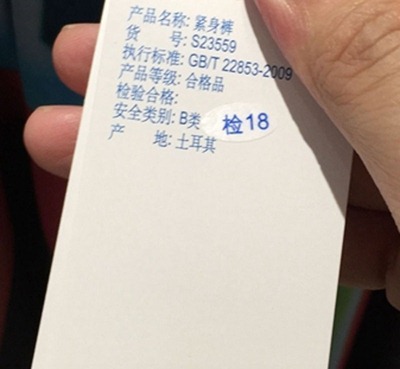 产品名称: 紧身裤
货 号: S23559
执行标准: GB/T 22853-2009
产品等级: 合格品
检验合格: 检18
安全类别: B类
产 地: 土耳其